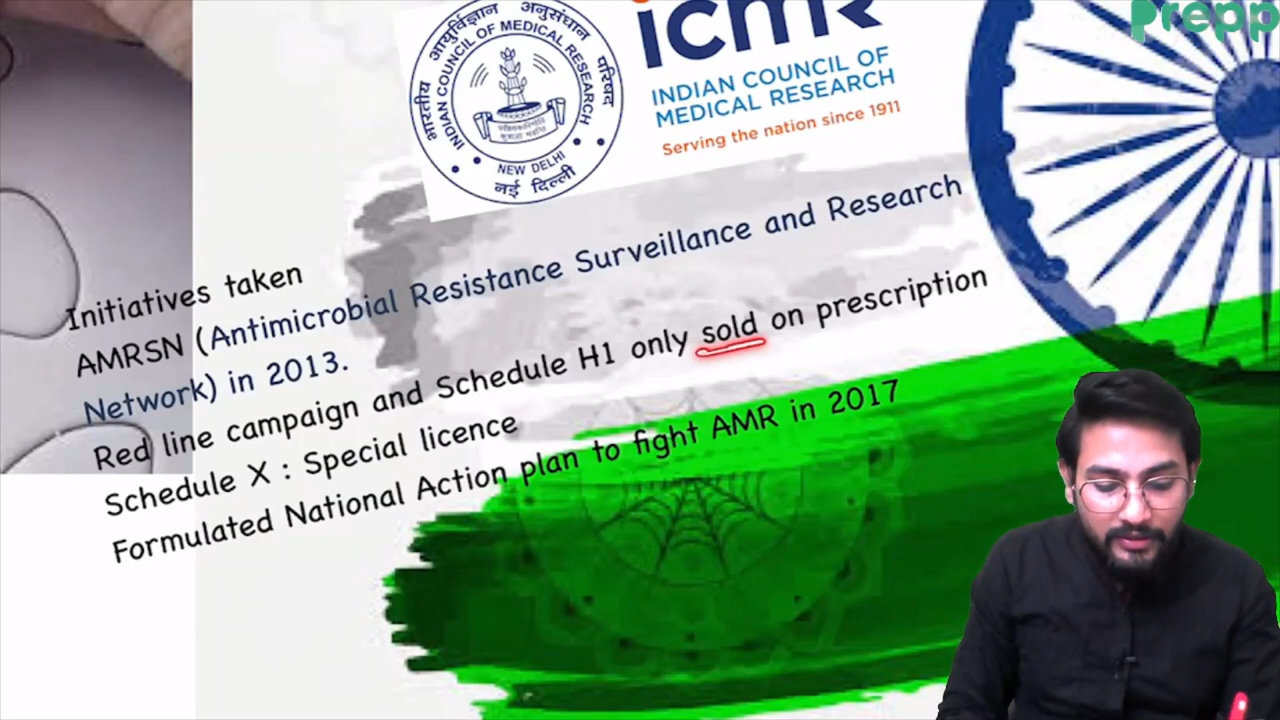 prepp
icmr
INDIAN COUNCIL OF
MEDICAL RESEARCH
Serving the nation since 1911
भारतीय आयुर्विज्ञान अनुसंधान परिषद
INDIAN COUNCIL OF MEDICAL RESEARCH
NEW DELHI
नई दिल्ली
Initiatives taken
AMRSN (Antimicrobial Resistance Surveillance and Research
Network) in 2013.
Red line campaign and Schedule H1 only sold on prescription
Schedule X : Special licence
Formulated National Action plan to fight AMR in 2017